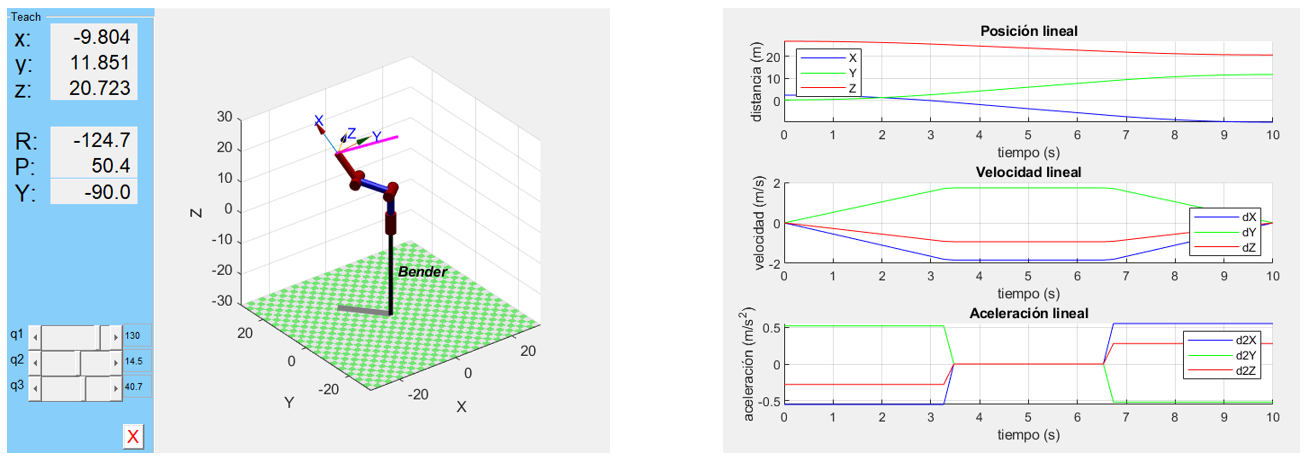 Teach
x: -9.804
y: 11.851
z: 20.723
R: -124.7
P: 50.4
Y: -90.0
q1 130
q2 14.5
q3 40.7
X
30
20
10
0
-10
-20
-30
Z
X
Z
Y
Bender
20
0
-20
Y
-20
0
20
X
Posición lineal
distancia (m)
20
10
0
X
Y
Z
0 1 2 3 4 5 6 7 8 9 10
tiempo (s)
Velocidad lineal
velocidad (m/s)
2
0
-2
dX
dY
dZ
0 1 2 3 4 5 6 7 8 9 10
tiempo (s)
Aceleración lineal
aceleración (m/s²)
0.5
0
-0.5
d2X
d2Y
d2Z
0 1 2 3 4 5 6 7 8 9 10
tiempo (s)